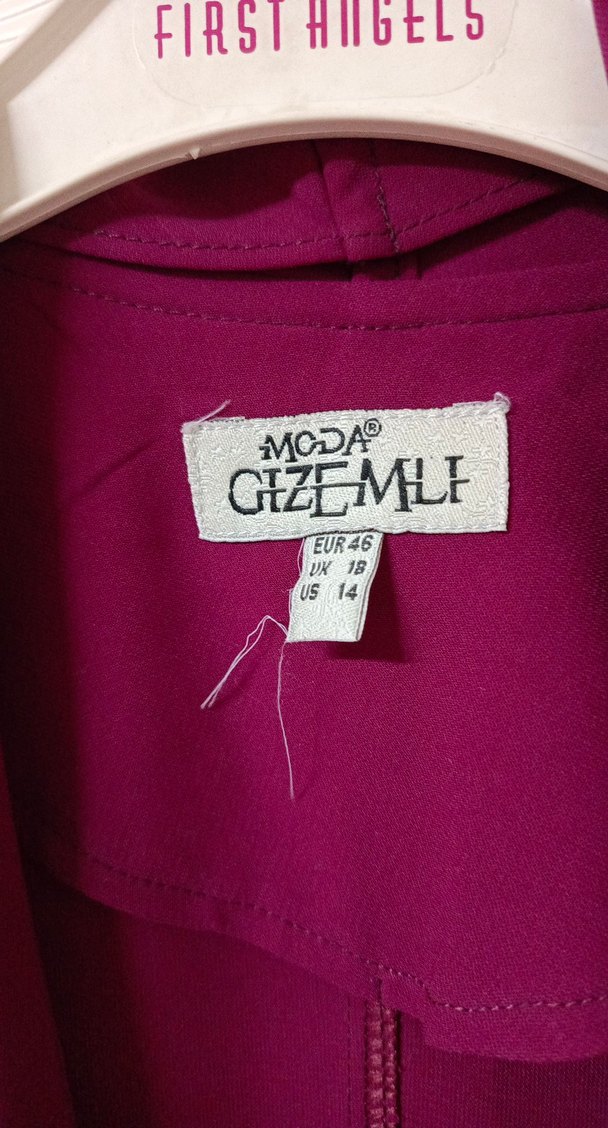 FIRST ANGELS
MODA®
GIZEMLI
EUR 46
UK 18
US 14